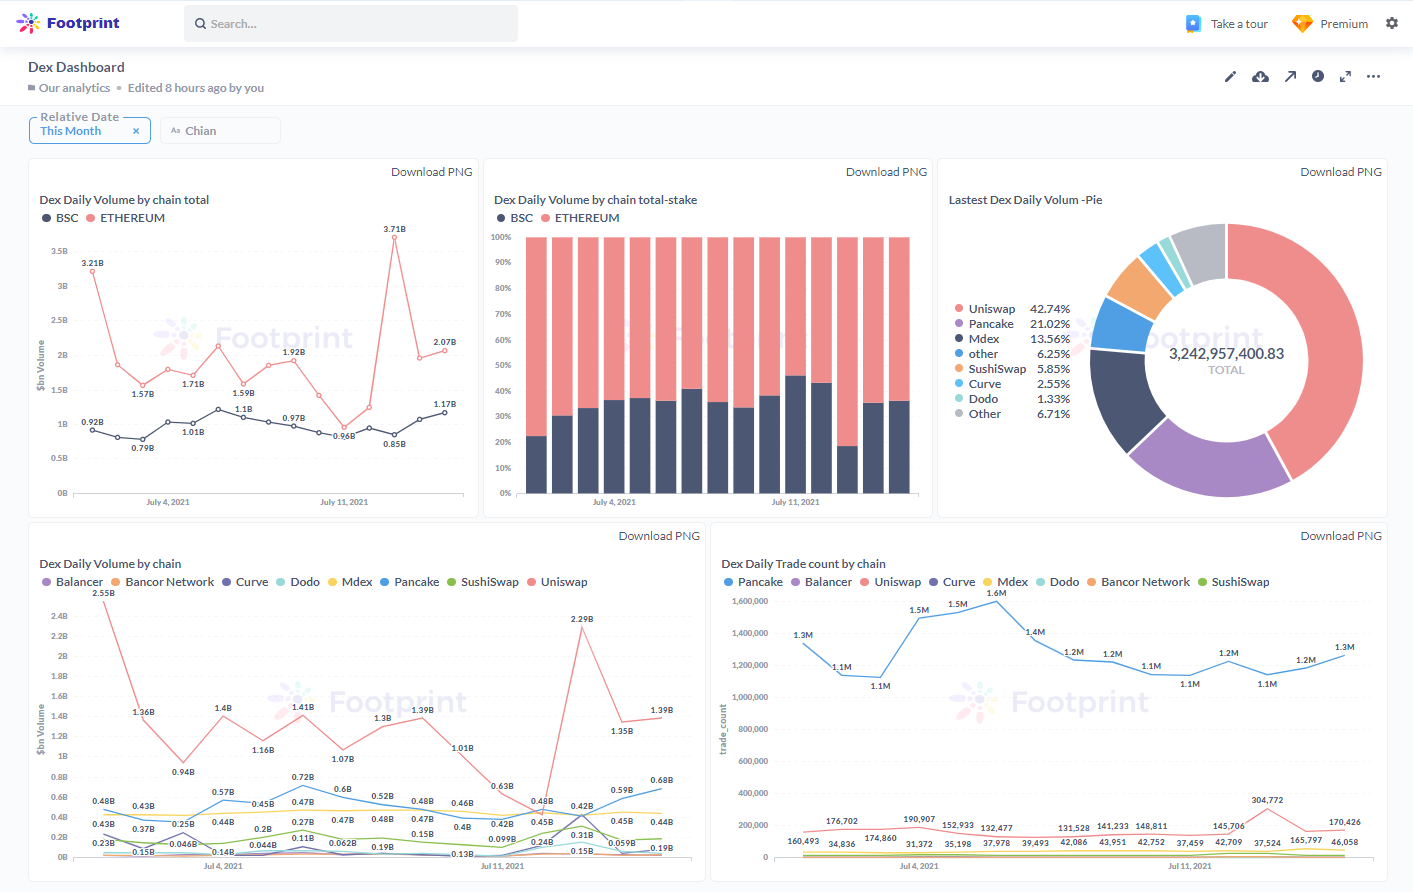 Footprint
Search...
Take a tour
Premium
Dex Dashboard
Our analytics • Edited 8 hours ago by you
Relative Date
This Month ×
Aa Chian
Download PNG
Dex Daily Volume by chain total
BSC ETHEREUM
3.71B
3.5B
3.21B
3B
2.5B
2.07B
2B
1.92B
1.71B
1.59B
1.57B
1.5B
1.17B
1.1B
1.01B
0.97B
0.96B
0.92B
0.85B
0.79B
1B
0.5B
0B
$bn Volume
Footprint
July 4, 2021
July 11, 2021
Download PNG
Dex Daily Volume by chain total-stake
BSC ETHEREUM
100%
90%
80%
70%
60%
50%
40%
30%
20%
10%
0%
July 4, 2021
July 11, 2021
Download PNG
Lastest Dex Daily Volum -Pie
Uniswap 42.74%
Pancake 21.02%
Mdex 13.56%
other 6.25%
SushiSwap 5.85%
Curve 2.55%
Dodo 1.33%
Other 6.71%
3,242,957,400.83
TOTAL
Download PNG
Dex Daily Volume by chain
Balancer Bancor Network Curve Dodo Mdex Pancake SushiSwap Uniswap
2.4B
2.2B
2B
1.8B
1.6B
1.4B
1.2B
1B
0.8B
0.6B
0.4B
0.2B
0B
$bn Volume
Footprint
2.55B
1.36B
0.94B
1.4B
1.16B
1.41B
1.07B
1.3B
1.39B
1.01B
0.63B
2.29B
1.35B
1.39B
0.48B
0.43B
0.57B
0.45B
0.72B
0.6B
0.52B
0.48B
0.46B
0.48B
0.42B
0.59B
0.68B
0.43B
0.37B
0.25B
0.44B
0.2B
0.47B
0.47B
0.48B
0.47B
0.4B
0.42B
0.45B
0.45B
0.44B
0.23B
0.15B
0.046B
0.14B
0.044B
0.27B
0.11B
0.062B
0.19B
0.15B
0.13B
0.099B
0.24B
0.31B
0.15B
0.059B
0.19B
Jul 4, 2021
Jul 11, 2021
Download PNG
Dex Daily Trade count by chain
Pancake Balancer Uniswap Curve Mdex Dodo Bancor Network SushiSwap
1,600,000
1,400,000
1,200,000
1,000,000
800,000
600,000
400,000
200,000
0
trade_count
Footprint
1.3M
1.1M
1.1M
1.5M
1.5M
1.6M
1.4M
1.2M
1.2M
1.1M
1.1M
1.2M
1.1M
1.2M
1.3M
304,772
160,493
176,702
174,860
190,907
152,933
132,477
131,528
141,233
148,811
145,706
165,797
170,426
34,836
31,372
35,198
37,978
39,493
42,086
43,951
42,752
37,459
42,709
37,524
46,058
Jul 4, 2021
Jul 11, 2021